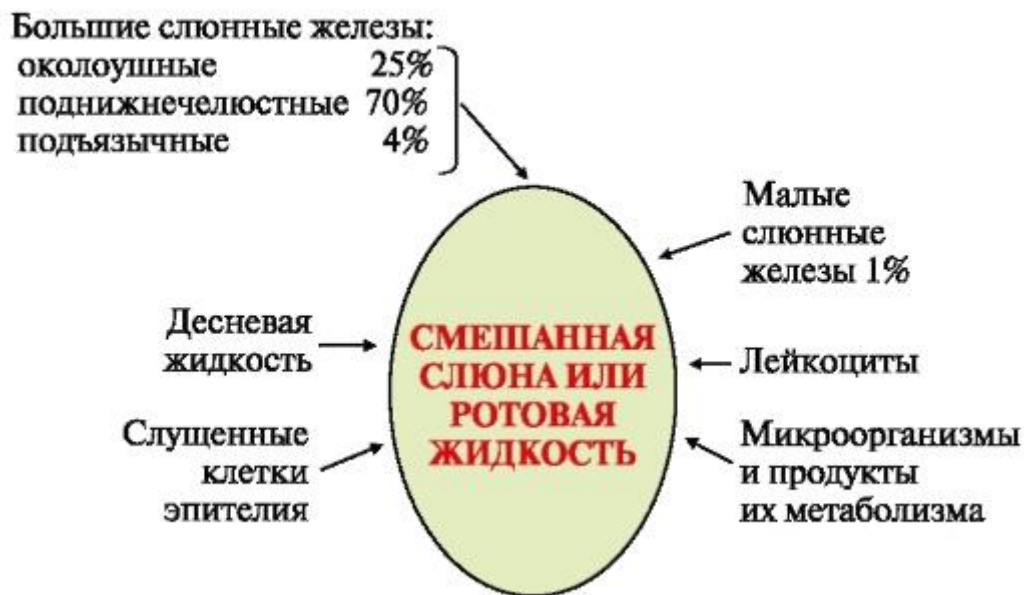 Большие слюнные железы:
околоушные 25%
поднижнечелюстные 70%
подъязычные 4%
Малые
слюнные
железы 1%
Десневая
жидкость
СМЕШАННАЯ
СЛЮНА ИЛИ
РОТОВАЯ
ЖИДКОСТЬ
Лейкоциты
Слущенные
клетки
эпителия
Микроорганизмы
и продукты
их метаболизма